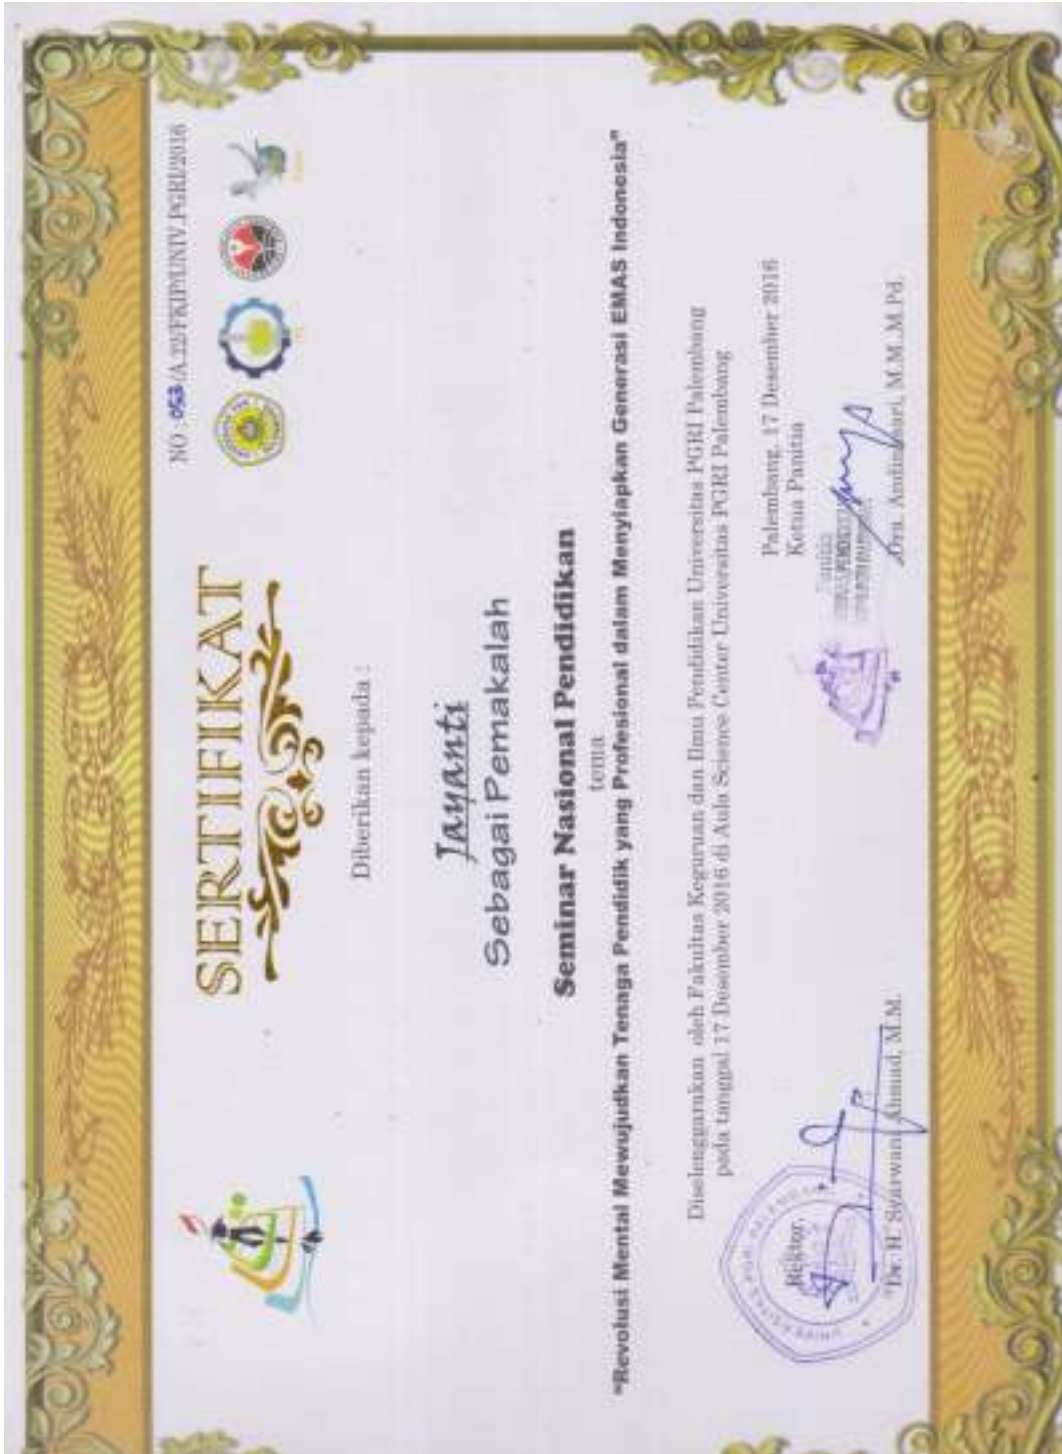 NO : 053 /A.22/FKIP/UNIV.PGRI/2016
SERTIFIKAT
Diberikan kepada :
Jayanti
Sebagai Pemakalah
Seminar Nasional Pendidikan
tema
"Revolusi Mental Mewujudkan Tenaga Pendidik yang Profesional dalam Menyiapkan Generasi EMAS Indonesia"
Diselenggarakan oleh Fakultas Keguruan dan Ilmu Pendidikan Universitas PGRI Palembang
pada tanggal 17 Desember 2016 di Aula Science Center Universitas PGRI Palembang
Palembang, 17 Desember 2016
Rektor,
Ketua Panitia
Dr. H. Syarwani Ahmad, M.M.
Dra. Andinasari, M.M.,M.Pd.